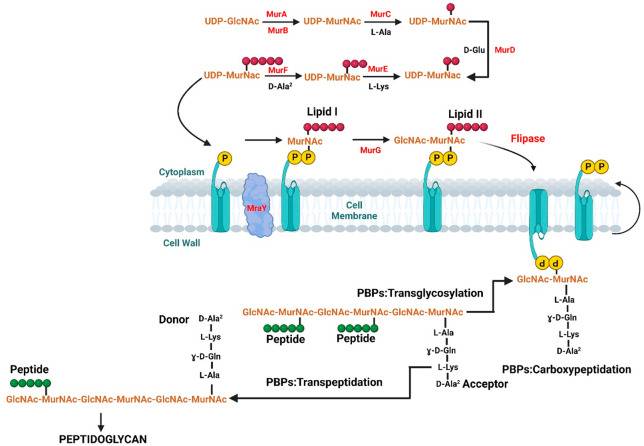 UDP-GlcNAc MurA MurB UDP-MurNAc MurC L-Ala UDP-MurNAc
D-Glu MurD
UDP-MurNac MurF D-Ala² UDP-MurNAc MurE L-Lys UDP-MurNac
Lipid I
Lipid II
MurNAc
MurG
GlcNAc-MurNAc
Flipase
P
P P
P P
P P
Cytoplasm
MraY
Cell
Membrane
Cell Wall
d d
GlcNAc-MurNAc
L-Ala
ɣ-D-Gln
L-Lys
D-Ala²
PBPs:Carboxypeptidation
PBPs:Transglycosylation
GlcNAc-MurNAc-GlcNAc-MurNAc-GlcNAc-MurNAc
Peptide
Peptide
L-Ala
ɣ-D-Gln
L-Lys
D-Ala² Acceptor
Donor
D-Ala²
L-Lys
ɣ-D-Gln
L-Ala
PBPs:Transpeptidation
Peptide
GlcNAc-MurNAc-GlcNAc-MurNAc-GlcNAc-MurNAc
PEPTIDOGLYCAN